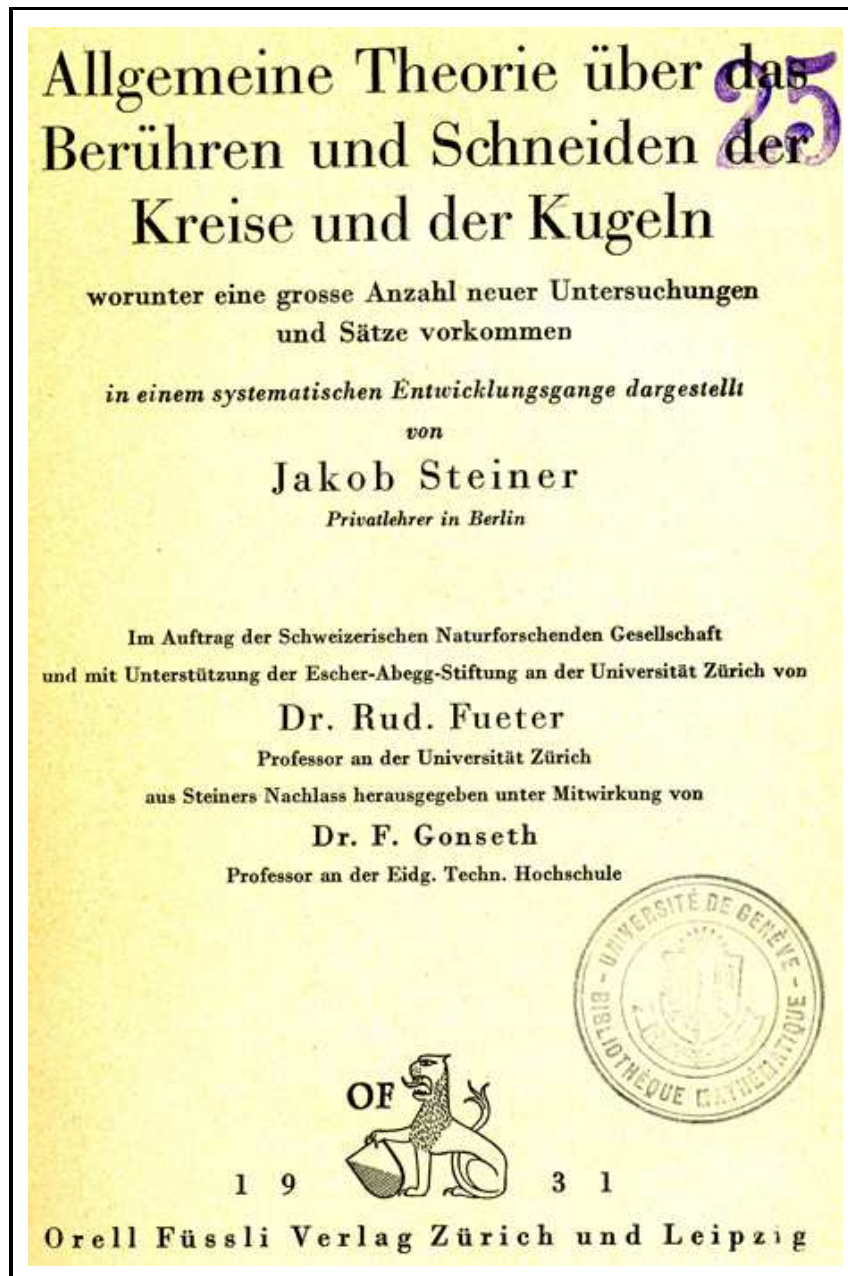 Allgemeine Theorie über das
Berühren und Schneiden der
Kreise und der Kugeln
25
worunter eine grosse Anzahl neuer Untersuchungen
und Sätze vorkommen
in einem systematischen Entwicklungsgange dargestellt
von
Jakob Steiner
Privatlehrer in Berlin
Im Auftrag der Schweizerischen Naturforschenden Gesellschaft
und mit Unterstützung der Escher-Abegg-Stiftung an der Universität Zürich von
Dr. Rud. Fueter
Professor an der Universität Zürich
aus Steiners Nachlass herausgegeben unter Mitwirkung von
Dr. F. Gonseth
Professor an der Eidg. Techn. Hochschule
UNIVERSITÉ DE GENÈVE -
BIBLIOTHÈQUE MATHÉMATIQUE -
OF
1 9 3 1
Orell Füssli Verlag Zürich und Leipzig